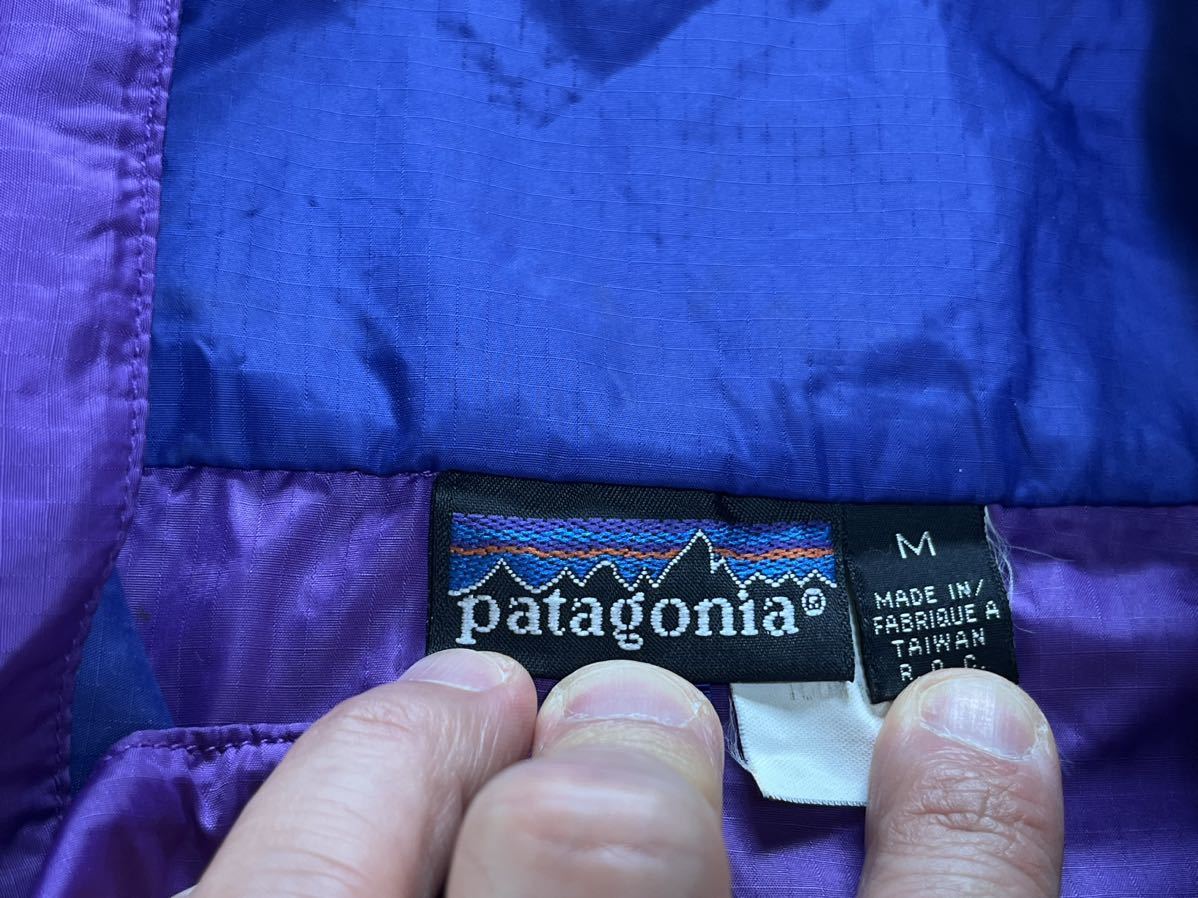 patagonia®
M
MADE IN/
FABRIQUE A
TAIWAN
R.O.C.